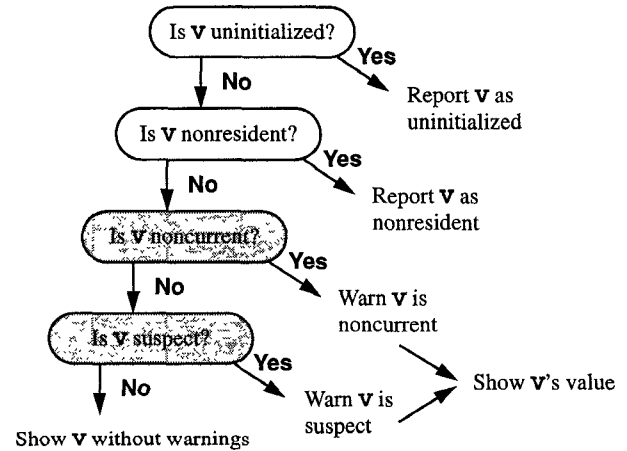 Is v uninitialized?
Yes
No
Report v as
uninitialized
Is v nonresident?
Yes
No
Report v as
nonresident
Is v noncurrent?
Yes
No
Warn v is
noncurrent
Is v suspect?
Yes
No
Warn v is
suspect
Show v's value
Show v without warnings